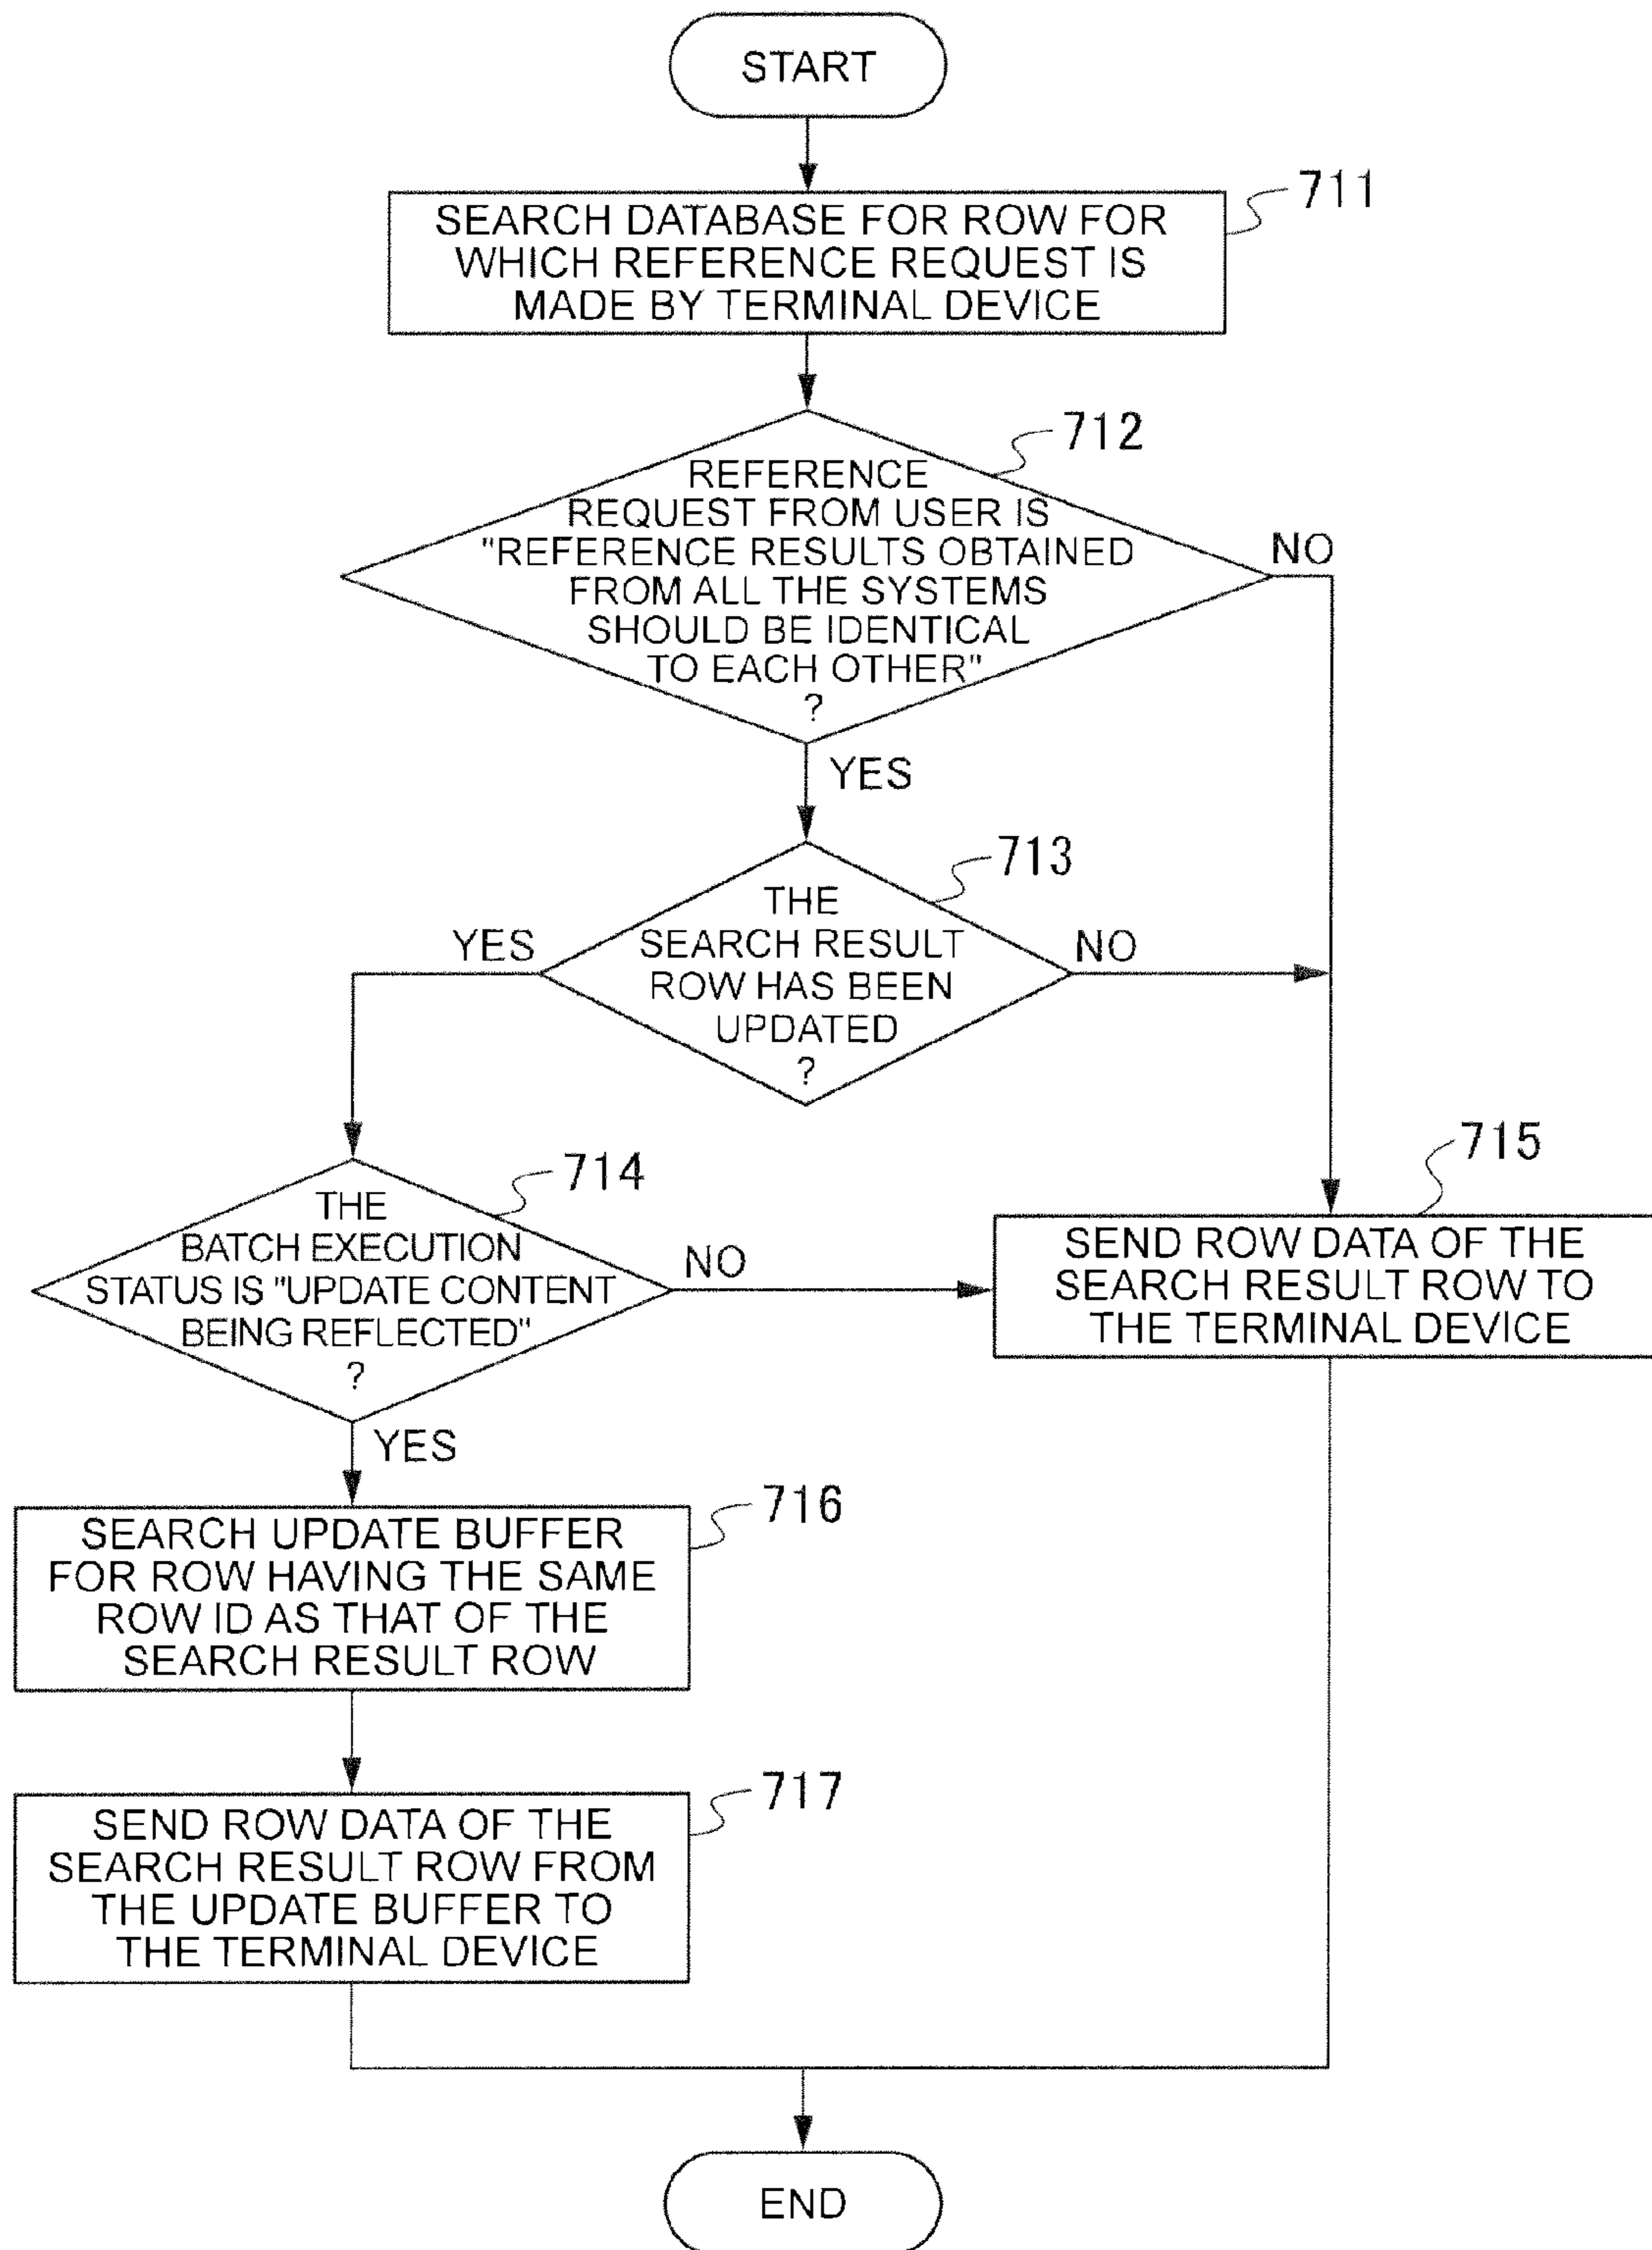 START
711
SEARCH DATABASE FOR ROW FOR
WHICH REFERENCE REQUEST IS
MADE BY TERMINAL DEVICE
712
REFERENCE
REQUEST FROM USER IS
"REFERENCE RESULTS OBTAINED
FROM ALL THE SYSTEMS
SHOULD BE IDENTICAL
TO EACH OTHER"
?
NO
YES
713
THE
SEARCH RESULT
ROW HAS BEEN
UPDATED
?
YES
NO
714
THE
BATCH EXECUTION
STATUS IS "UPDATE CONTENT
BEING REFLECTED"
?
NO
YES
715
SEND ROW DATA OF THE
SEARCH RESULT ROW TO
THE TERMINAL DEVICE
716
SEARCH UPDATE BUFFER
FOR ROW HAVING THE SAME
ROW ID AS THAT OF THE
SEARCH RESULT ROW
717
SEND ROW DATA OF THE
SEARCH RESULT ROW FROM
THE UPDATE BUFFER TO
THE TERMINAL DEVICE
END